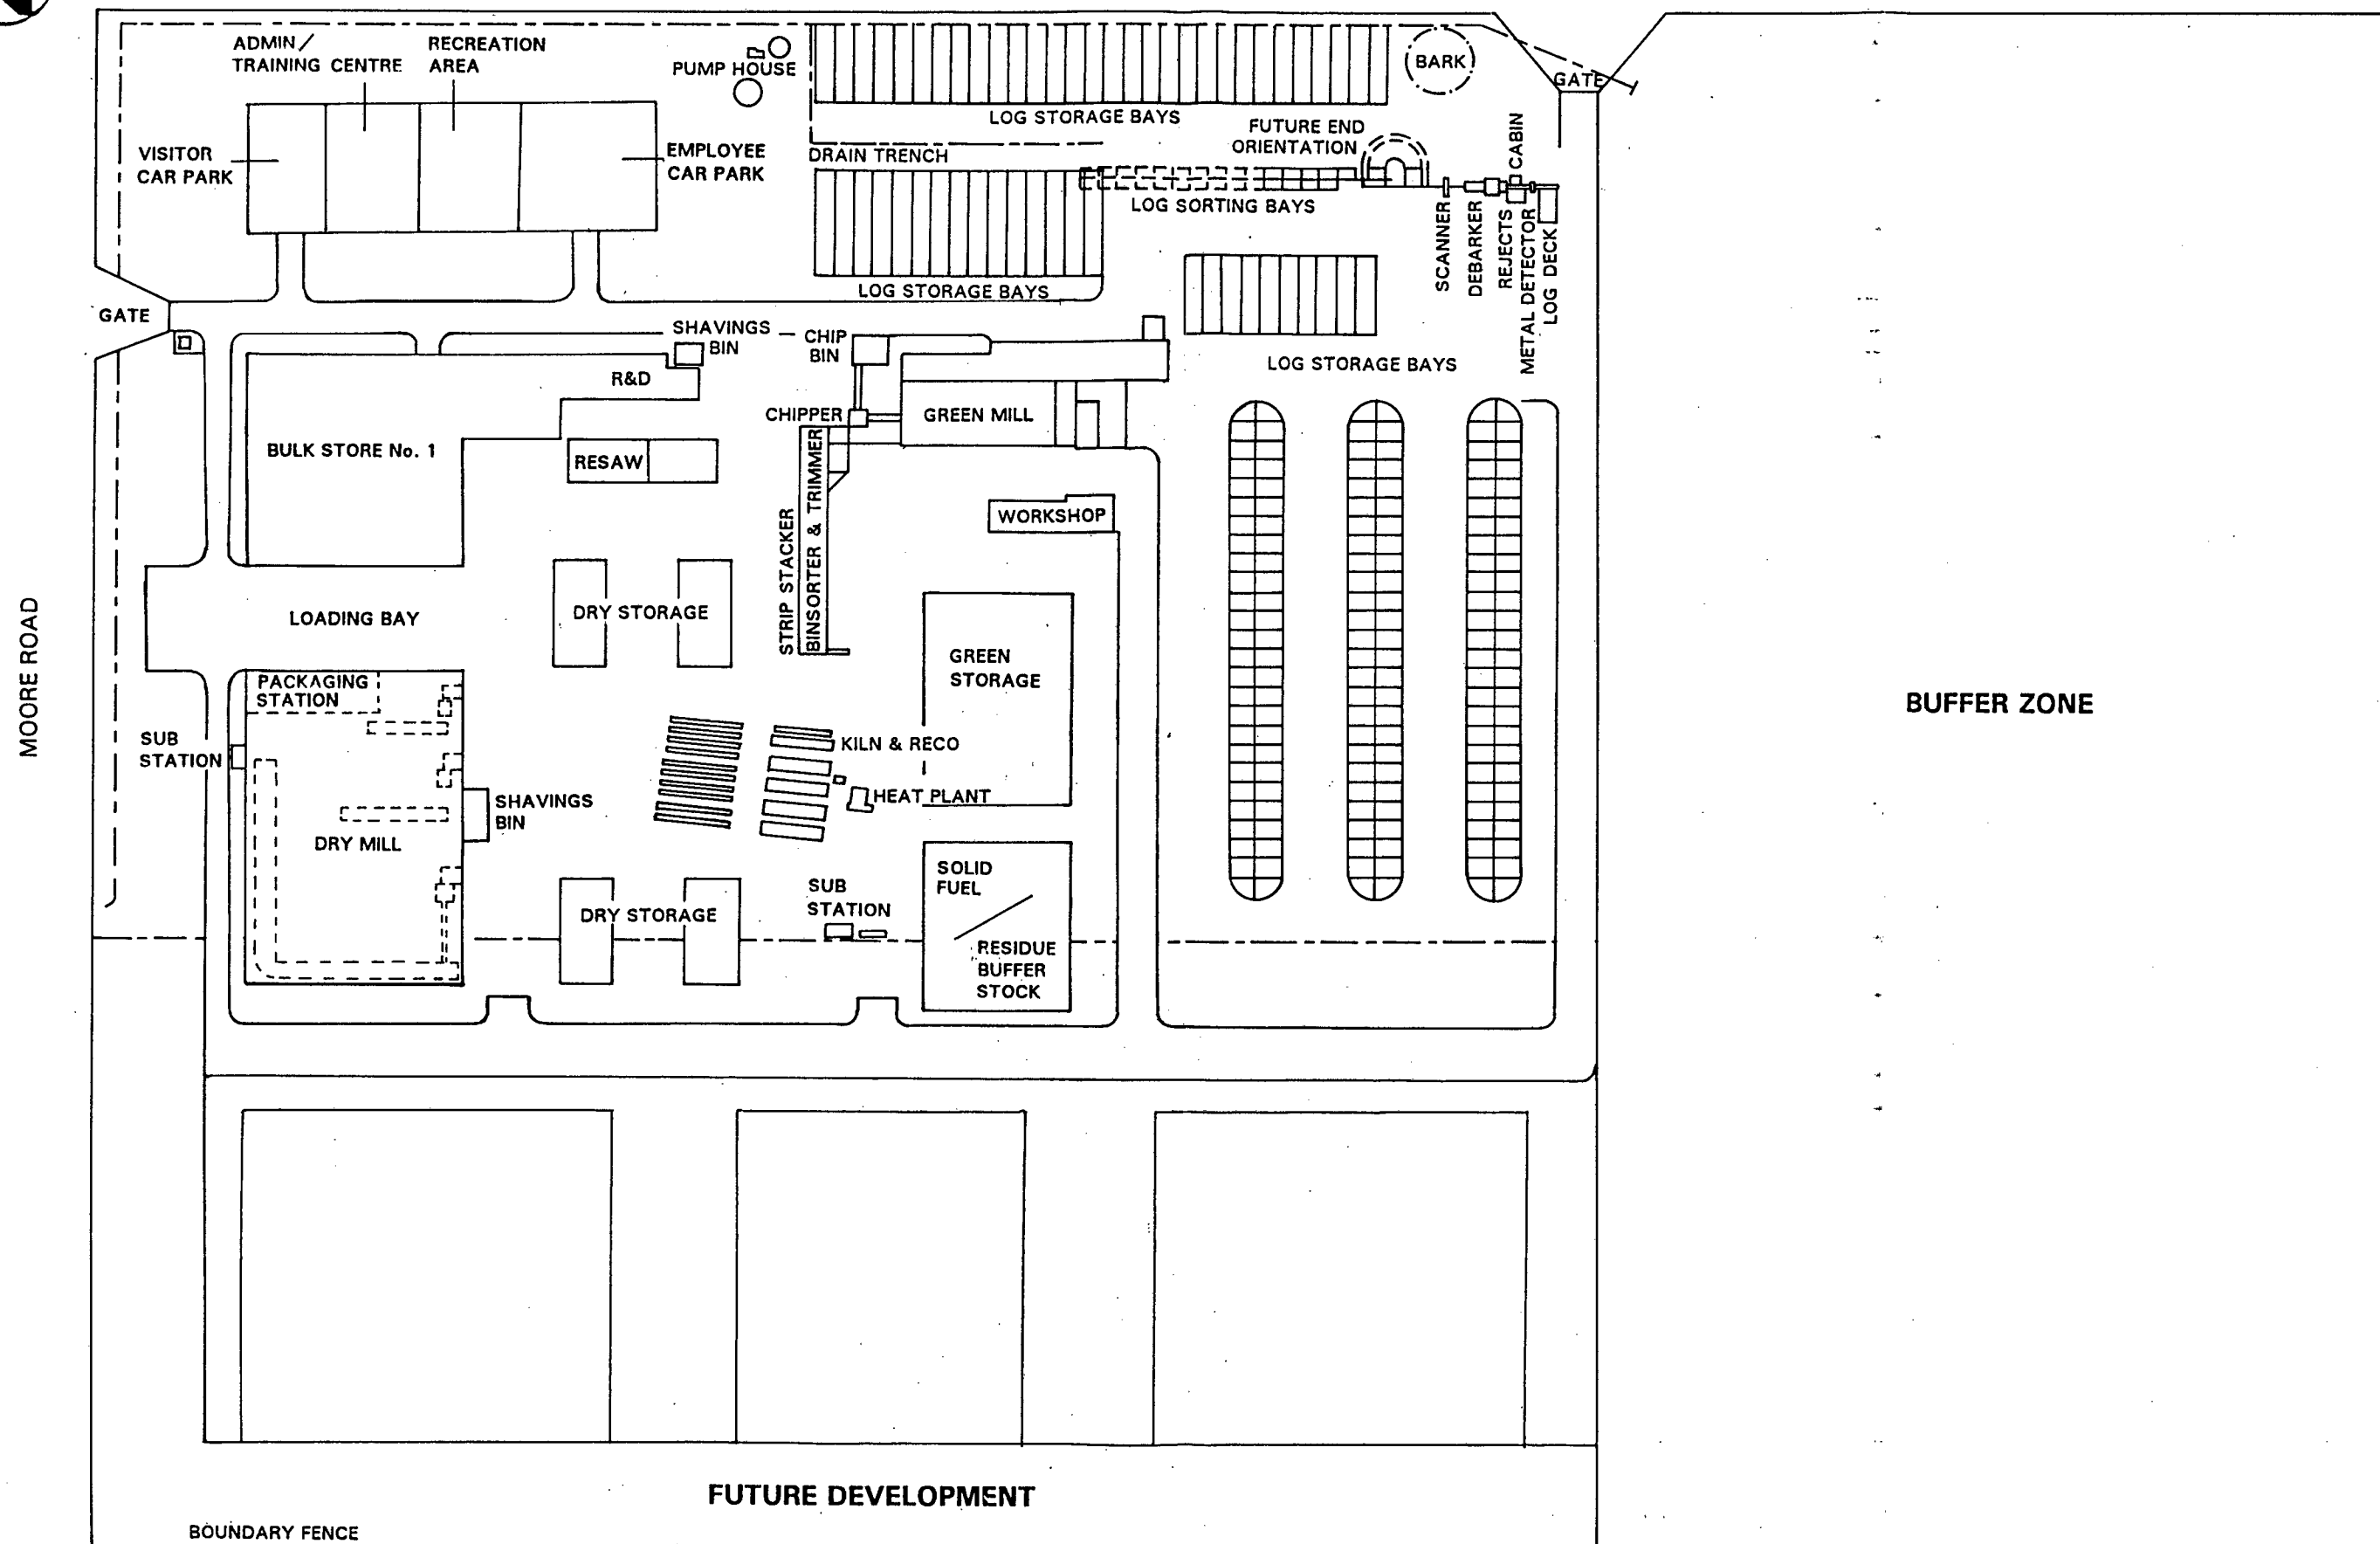 ADMIN/
TRAINING CENTRE
RECREATION
AREA
PUMP HOUSE
BARK
GATE
LOG STORAGE BAYS
VISITOR
CAR PARK
EMPLOYEE
CAR PARK
DRAIN TRENCH
FUTURE END
ORIENTATION
CABIN
LOG SORTING BAYS
SCANNER
DEBARKER
REJECTS
METAL DETECTOR
LOG DECK
LOG STORAGE BAYS
GATE
SHAVINGS
BIN
CHIP
BIN
LOG STORAGE BAYS
R&D
CHIPPER
GREEN MILL
BULK STORE No. 1
RESAW
STRIP STACKER
BINSORTER & TRIMMER
WORKSHOP
LOADING BAY
DRY STORAGE
MOORE ROAD
GREEN
STORAGE
PACKAGING
STATION
BUFFER ZONE
SUB
STATION
KILN & RECO
HEAT PLANT
SHAVINGS
BIN
DRY MILL
SOLID
FUEL
SUB
STATION
DRY STORAGE
RESIDUE
BUFFER
STOCK
FUTURE DEVELOPMENT
BOUNDARY FENCE